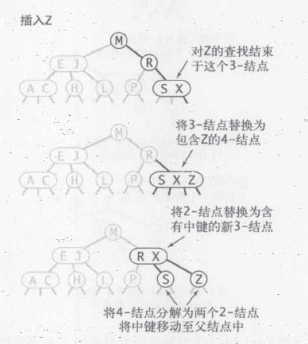 插入Z
M
R
E J
A C
H
L
P
S X
对Z的查找结束
于这个3-结点
M
R
E J
A C
H
L
P
S X Z
将3-结点替换为
包含Z的4-结点
将2-结点替换为含
有中键的新3-结点
M
E J
R X
A C
H
L
P
S
Z
将4-结点分解为两个2-结点
将中键移动至父结点中